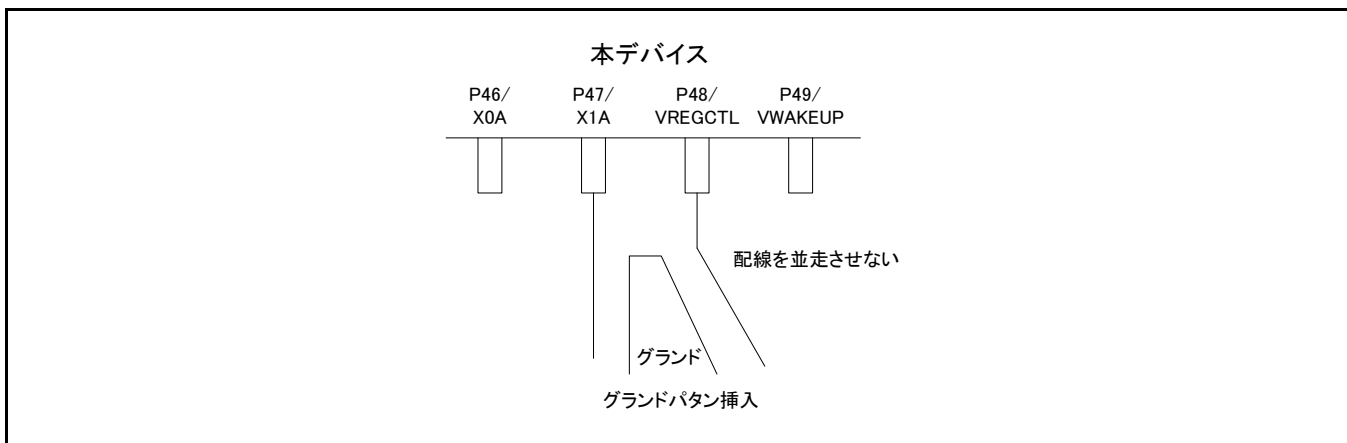 本デバイス
P46/ P47/ P48/ P49/
X0A X1A VREGCTL VWAKEUP
配線を並走させない
グランド
グランドパタン挿入